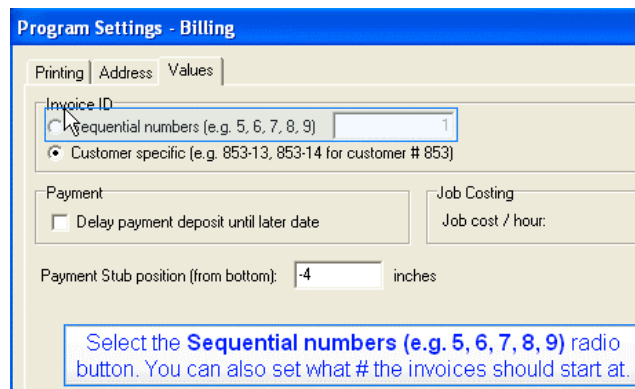 Program Settings - Billing
Printing Address Values
Invoice ID
Sequential numbers (e.g. 5, 6, 7, 8, 9) 1
Customer specific (e.g. 853-13, 853-14 for customer # 853)
Payment Job Costing
Delay payment deposit until later date Job cost / hour:
Payment Stub position (from bottom): -4 inches
Select the Sequential numbers (e.g. 5, 6, 7, 8, 9) radio
button. You can also set what # the invoices should start at.